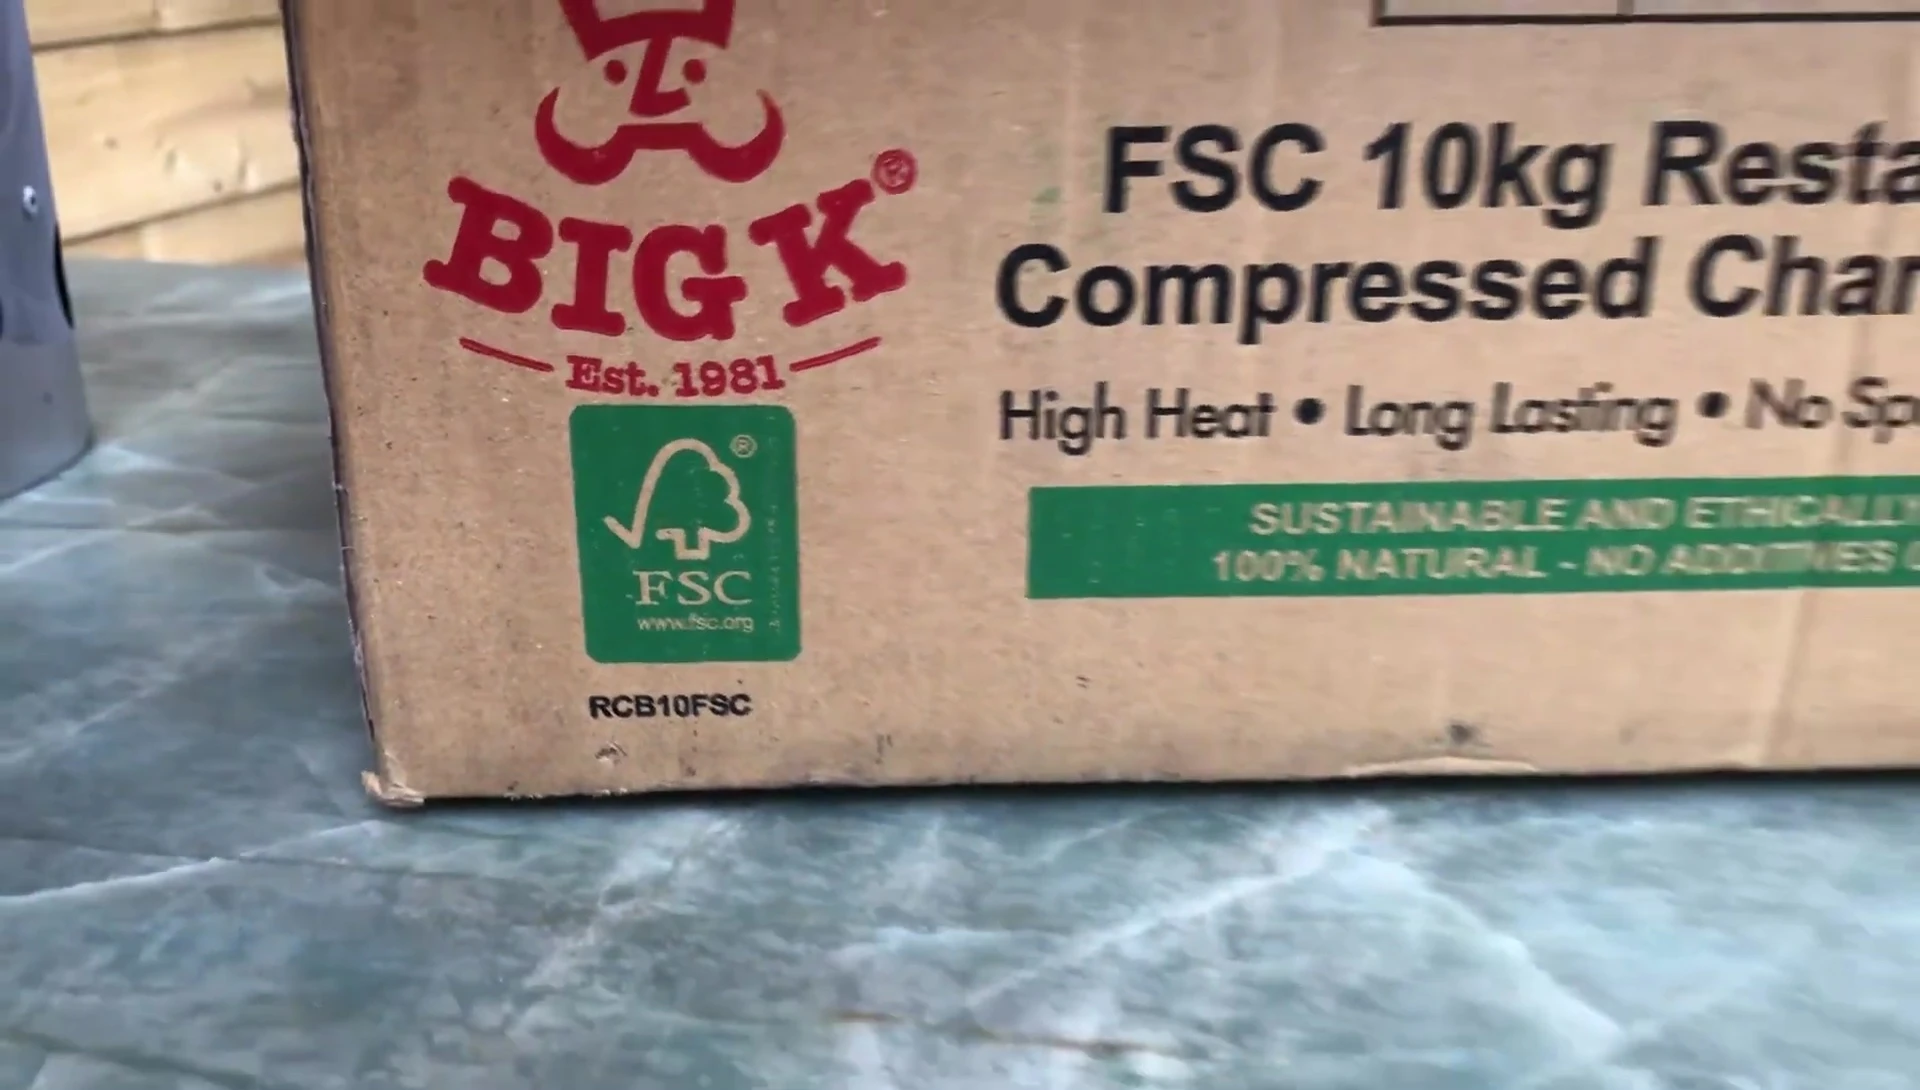 BIG K®
Est. 1981
®
FSC
www.fsc.org
RCB10FSC
FSC 10kg Resta
Compressed Char
High Heat • Long Lasting • No Sp
SUSTAINABLE AND ETHICALLY
100% NATURAL - NO ADDITIVES